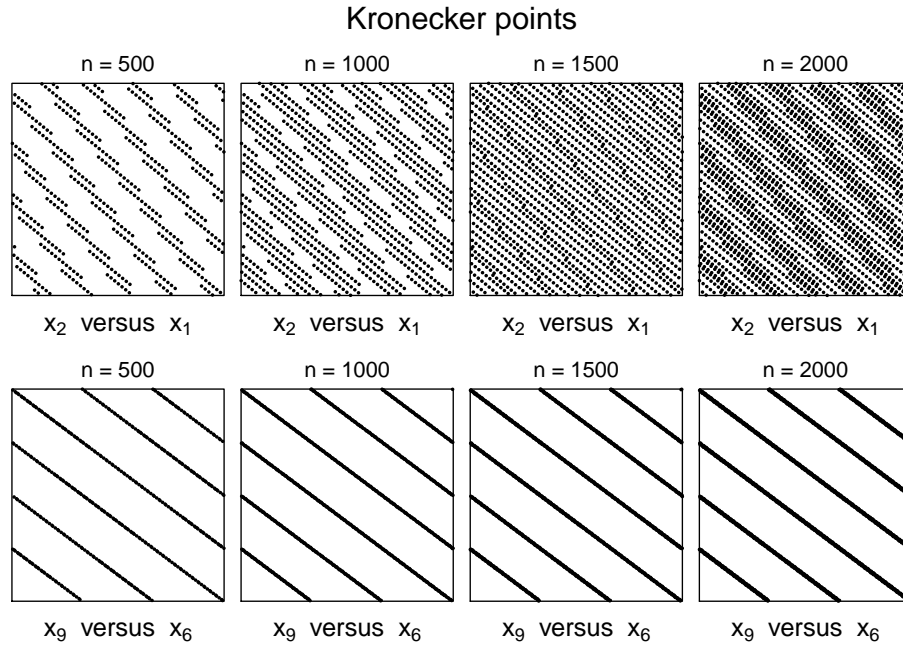 Kronecker points
n = 500 n = 1000 n = 1500 n = 2000
x₂ versus x₁ x₂ versus x₁ x₂ versus x₁ x₂ versus x₁
n = 500 n = 1000 n = 1500 n = 2000
x₉ versus x₆ x₉ versus x₆ x₉ versus x₆ x₉ versus x₆